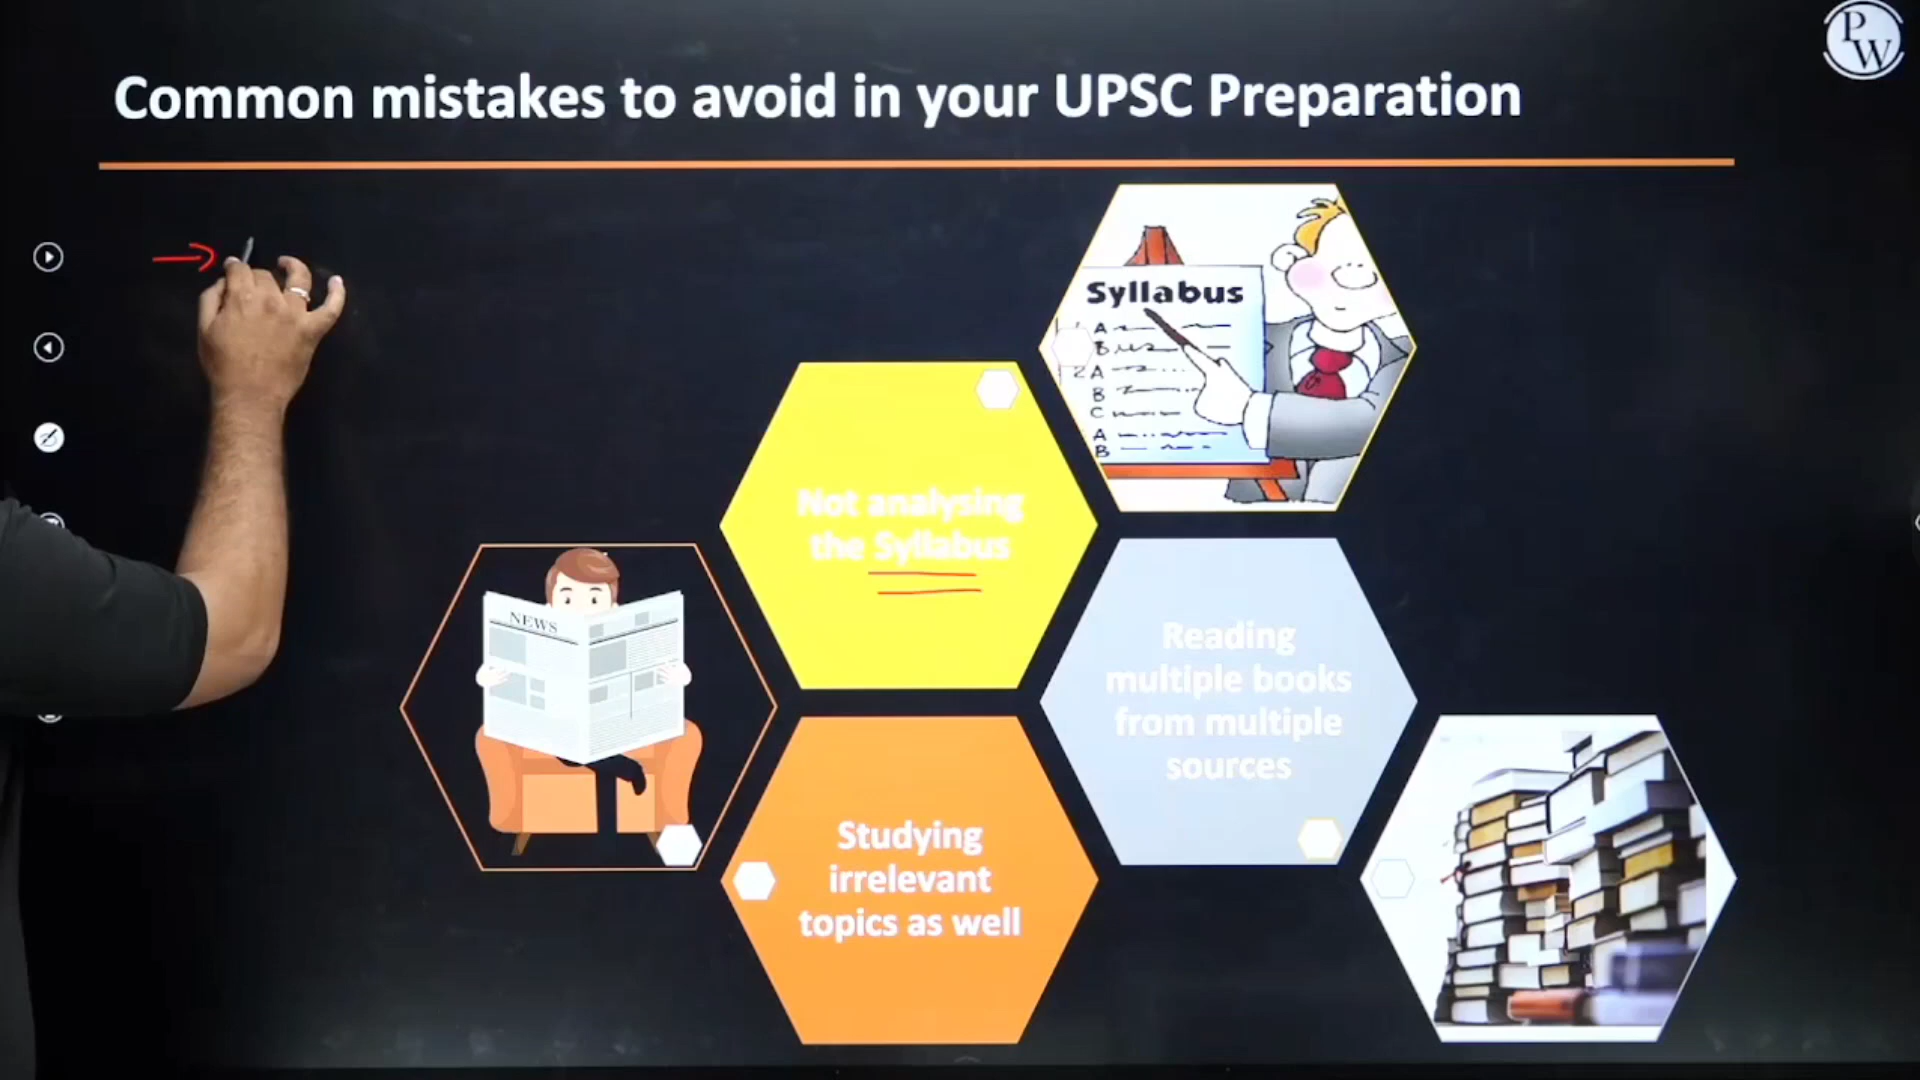 P
W
Common mistakes to avoid in your UPSC Preparation
Syllabus
A
B
2 A
B
C
A
B
Not analysing
the Syllabus
NEWS
Reading
multiple books
from multiple
sources
Studying
irrelevant
topics as well